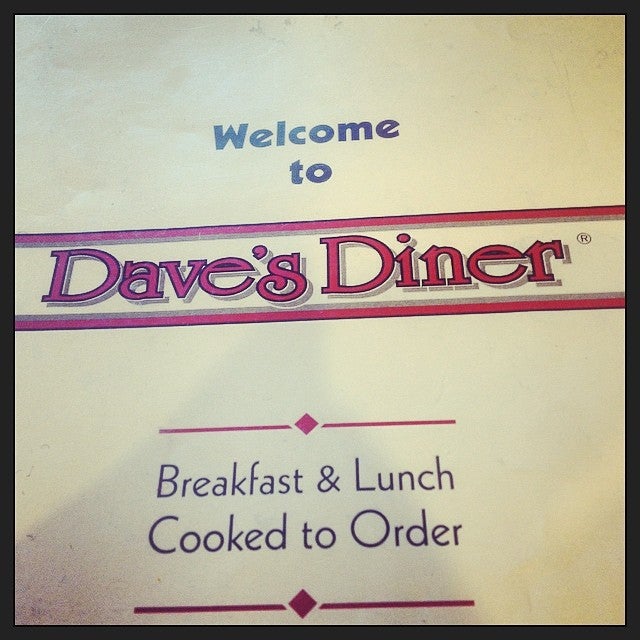 Welcome
to
Dave's Diner ®
Breakfast & Lunch
Cooked to Order